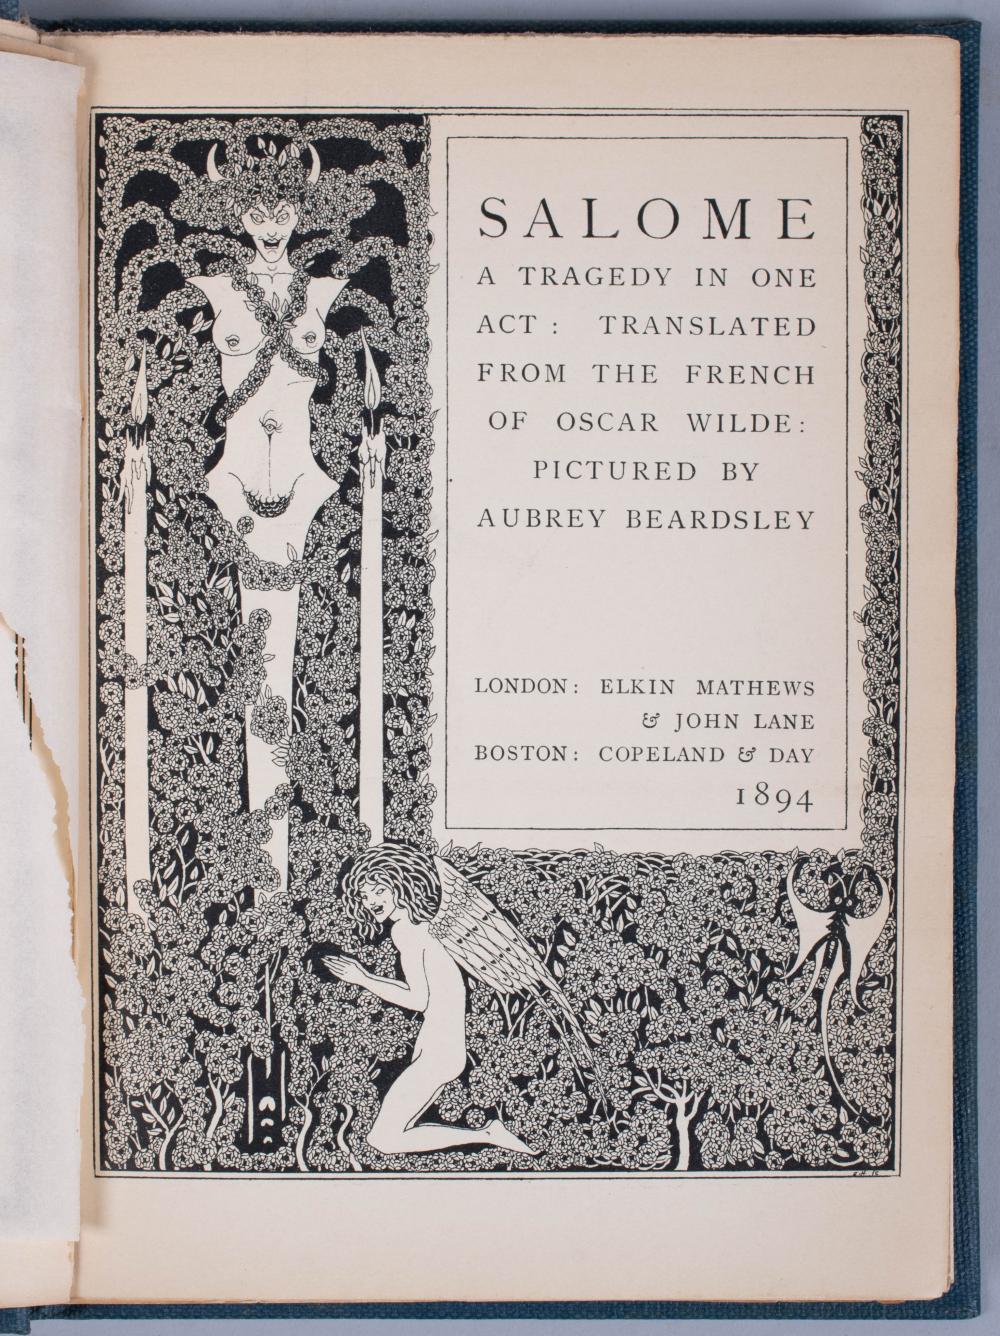 SALOME
A TRAGEDY IN ONE
ACT : TRANSLATED
FROM THE FRENCH
OF OSCAR WILDE:
PICTURED BY
AUBREY BEARDSLEY
LONDON: ELKIN MATHEWS
& JOHN LANE
BOSTON: COPELAND & DAY
1894